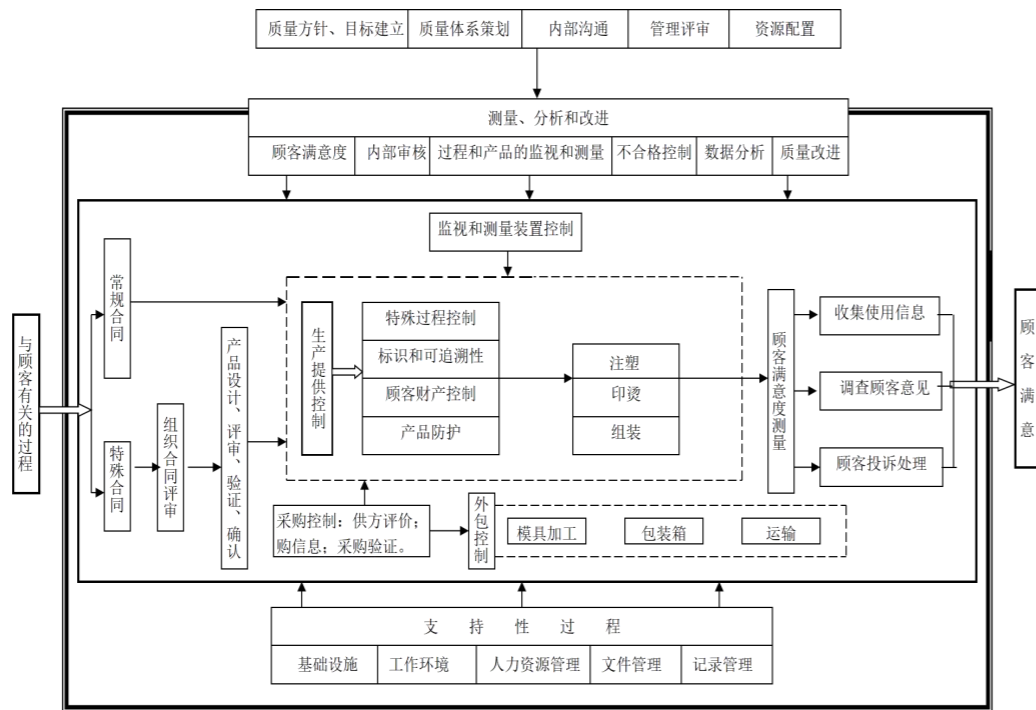 质量方针、目标建立
质量体系策划
内部沟通
管理评审
资源配置
测量、分析和改进
顾客满意度
内部审核
过程和产品的监视和测量
不合格控制
数据分析
质量改进
监视和测量装置控制
与顾客有关的过程
常规合同
特殊合同
组织合同评审
产品设计、评审、验证、确认
生产提供控制
特殊过程控制
标识和可追溯性
顾客财产控制
产品防护
注塑
印烫
组装
顾客满意度测量
收集使用信息
调查顾客意见
顾客投诉处理
顾客满意
采购控制：供方评价；
购信息；采购验证。
外包控制
模具加工
包装箱
运输
支持性过程
基础设施
工作环境
人力资源管理
文件管理
记录管理